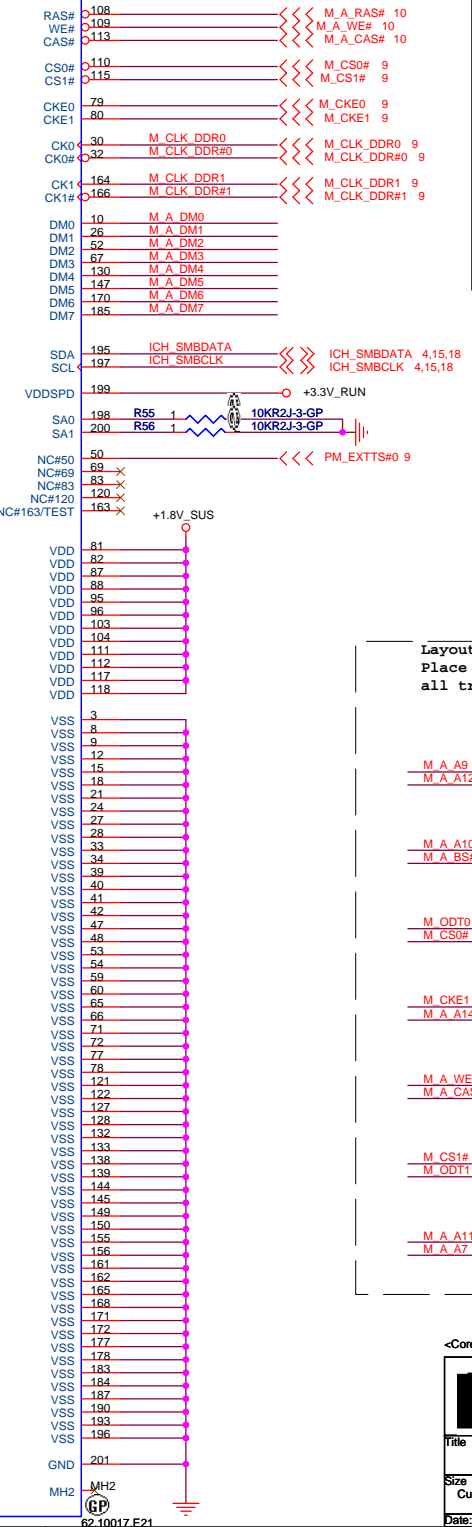 RAS# 108 M_A_RAS# 10
WE# 109 M_A_WE# 10
CAS# 113 M_A_CAS# 10
CS0# 110 M_CS0# 9
CS1# 115 M_CS1# 9
CKE0 79 M_CKE0 9
CKE1 80 M_CKE1 9
CK0 30 M_CLK_DDR0 M_CLK_DDR0 9
CK0# 32 M_CLK_DDR#0 M_CLK_DDR#0 9
CK1 164 M_CLK_DDR1 M_CLK_DDR1 9
CK1# 166 M_CLK_DDR#1 M_CLK_DDR#1 9
DM0 10 M_A_DM0
DM1 26 M_A_DM1
DM2 52 M_A_DM2
DM3 67 M_A_DM3
DM4 130 M_A_DM4
DM5 147 M_A_DM5
DM6 170 M_A_DM6
DM7 185 M_A_DM7
SDA 195 ICH_SMBDATA ICH_SMBDATA 4,15,18
SCL 197 ICH_SMBCLK ICH_SMBCLK 4,15,18
VDDSPD 199 +3.3V_RUN
SA0 198 R55 1 10KR2J-3-GP
SA1 200 R56 1 10KR2J-3-GP
NC#50 50 PM_EXTTS#0 9
NC#69 69
NC#83 83
NC#120 120
NC#163/TEST 163
+1.8V_SUS
VDD 81
VDD 82
VDD 87
VDD 88
VDD 95
VDD 96
VDD 103
VDD 104
VDD 111
VDD 112
VDD 117
VDD 118
Layout
Place
all tr
VSS 3
VSS 8
VSS 9
VSS 12
VSS 15
VSS 18
VSS 21
VSS 24
VSS 27
VSS 28
VSS 33
VSS 34
VSS 39
VSS 40
VSS 41
VSS 42
VSS 47
VSS 48
VSS 53
VSS 54
VSS 59
VSS 60
VSS 65
VSS 66
VSS 71
VSS 72
VSS 77
VSS 78
VSS 121
VSS 122
VSS 127
VSS 128
VSS 132
VSS 133
VSS 138
VSS 139
VSS 144
VSS 145
VSS 149
VSS 150
VSS 155
VSS 156
VSS 161
VSS 162
VSS 165
VSS 168
VSS 171
VSS 172
VSS 177
VSS 178
VSS 183
VSS 184
VSS 187
VSS 190
VSS 193
VSS 196
GND 201
MH2 MH2
GP
62.10017.E21
M_A_A9
M_A_A12
M_A_A10
M_A_BS#
M_ODT0
M_CS0#
M_CKE1
M_A_A14
M_A_WE
M_A_CAS
M_CS1#
M_ODT1
M_A_A11
M_A_A7
<Core
Title
Size
Cu
Date: